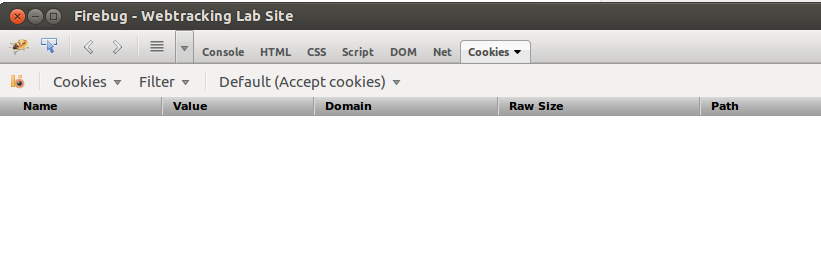 Firebug - Webtracking Lab Site
Console HTML CSS Script DOM Net Cookies
Cookies Filter Default (Accept cookies)
Name Value Domain Raw Size Path